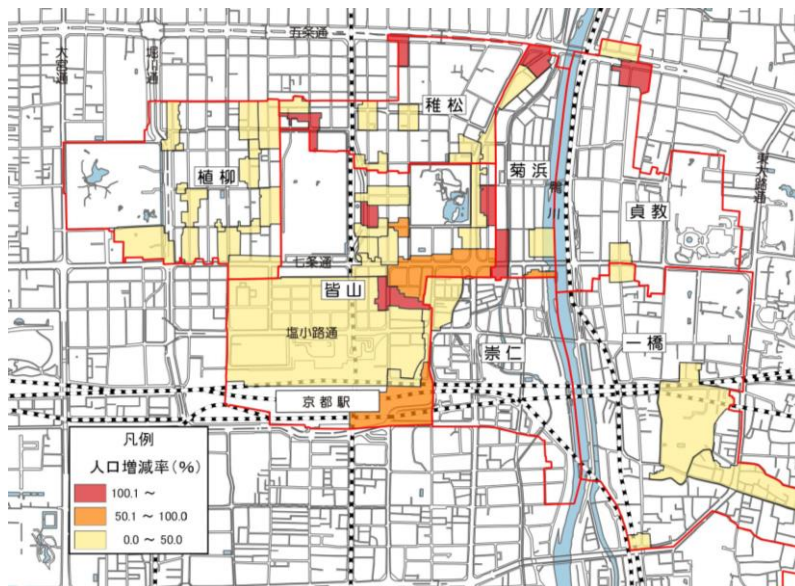 五条通
大宮通
堀川通
稚松
植柳
菊浜
鴨川
貞教
東大路通
七条通
皆山
塩小路通
崇仁
一橋
京都駅
凡例
人口増減率(%)
100.1 ~
50.1 ~ 100.0
0.0 ~ 50.0